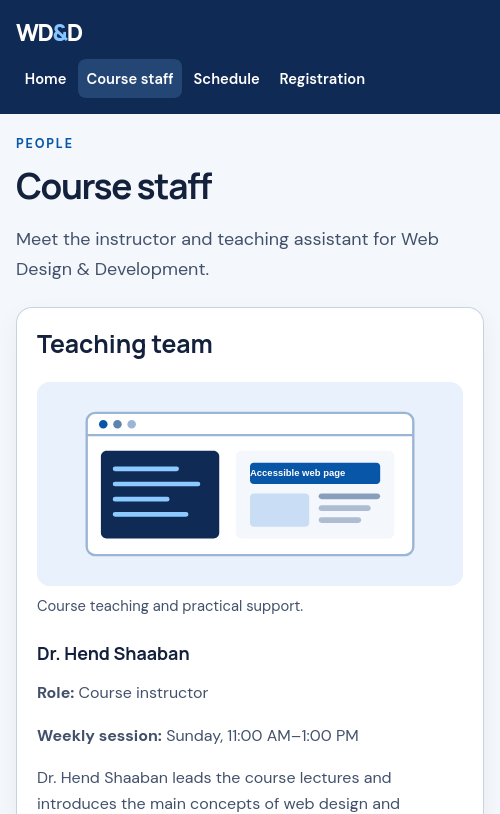 WD&D
Home Course staff Schedule Registration
PEOPLE
Course staff
Meet the instructor and teaching assistant for Web
Design & Development.
Teaching team
Accessible web page
Course teaching and practical support.
Dr. Hend Shaaban
Role: Course instructor
Weekly session: Sunday, 11:00 AM–1:00 PM
Dr. Hend Shaaban leads the course lectures and
introduces the main concepts of web design and